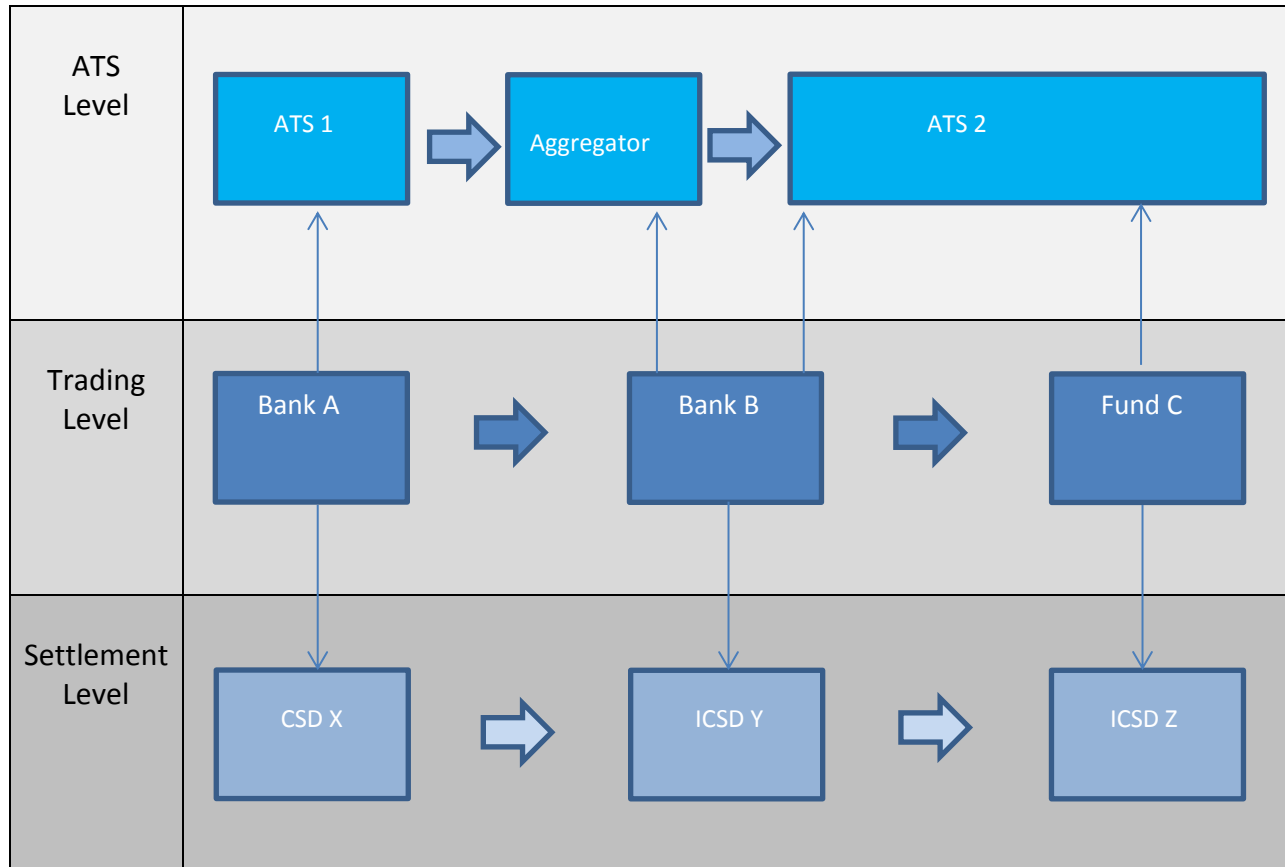 ATS
Level
ATS 1
Aggregator
ATS 2
Trading
Level
Bank A
Bank B
Fund C
Settlement
Level
CSD X
ICSD Y
ICSD Z